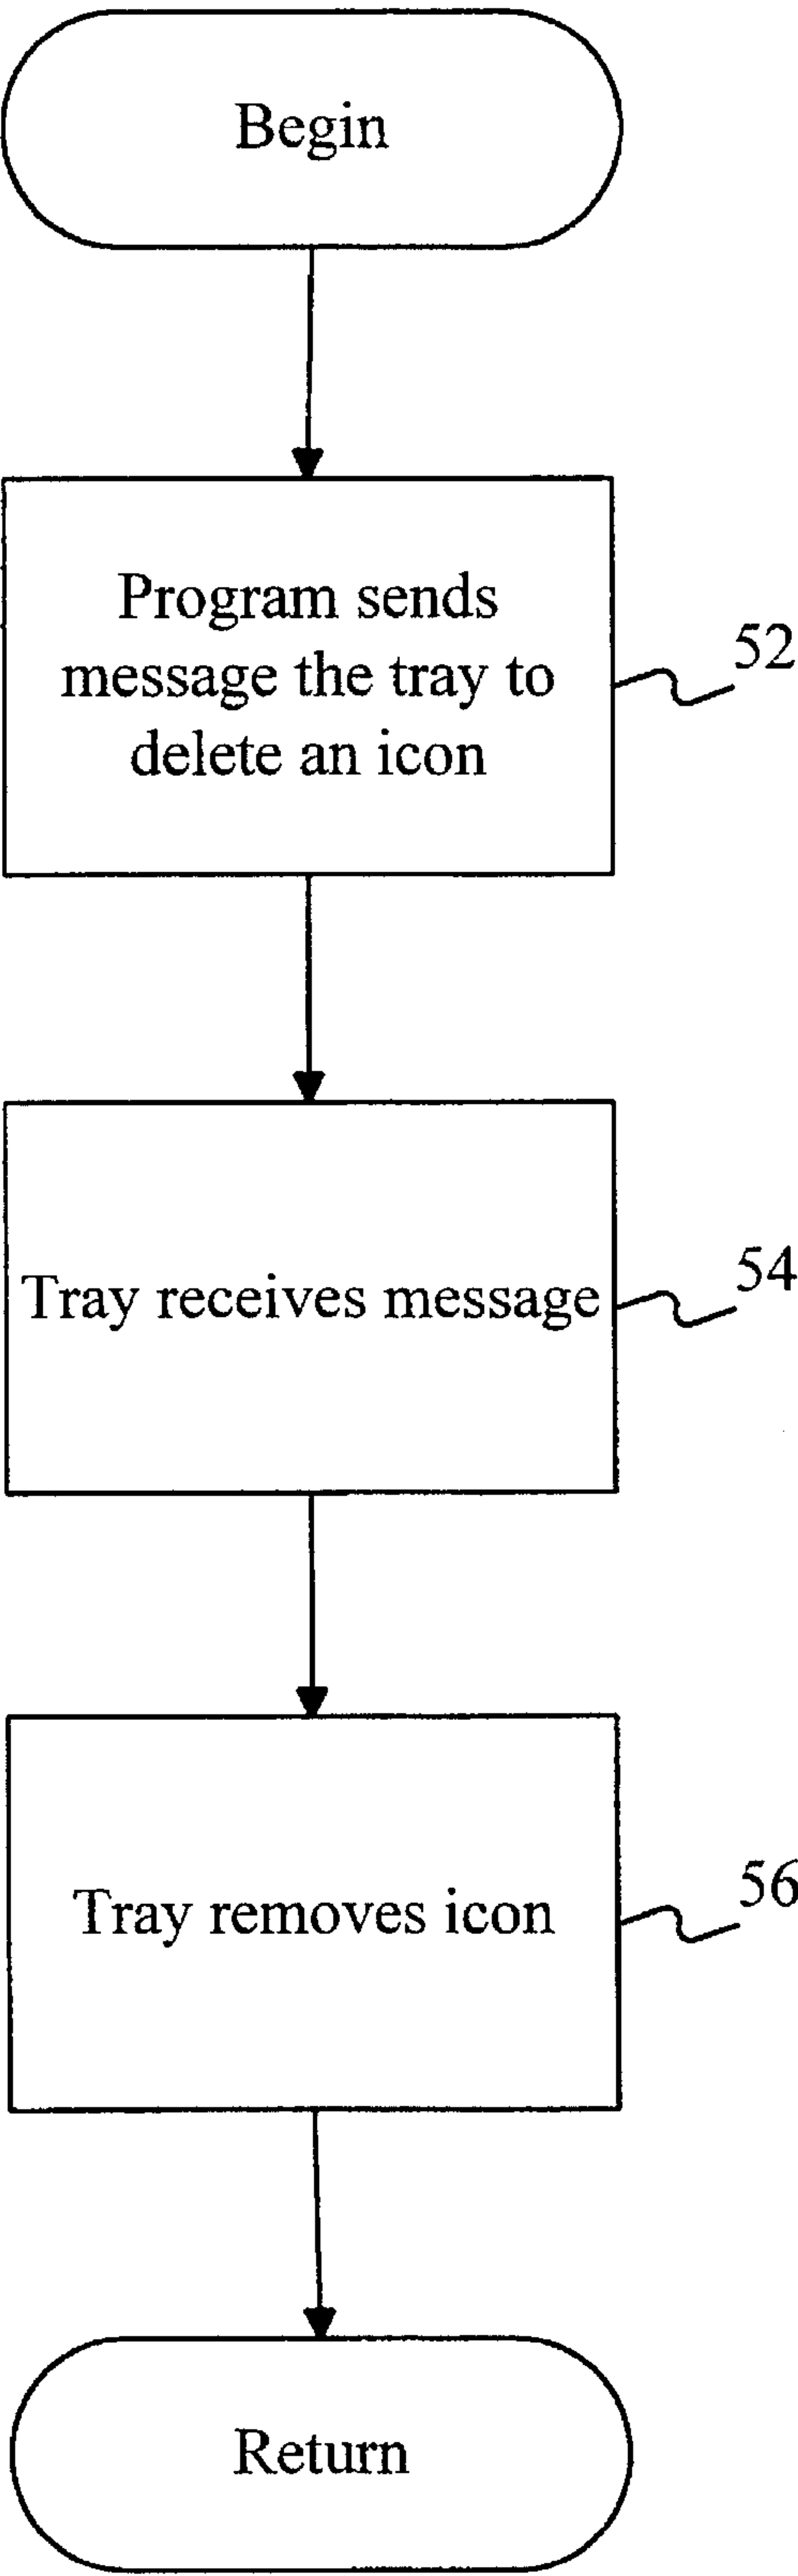 Begin
Program sends
message the tray to
delete an icon
52
Tray receives message
54
Tray removes icon
56
Return